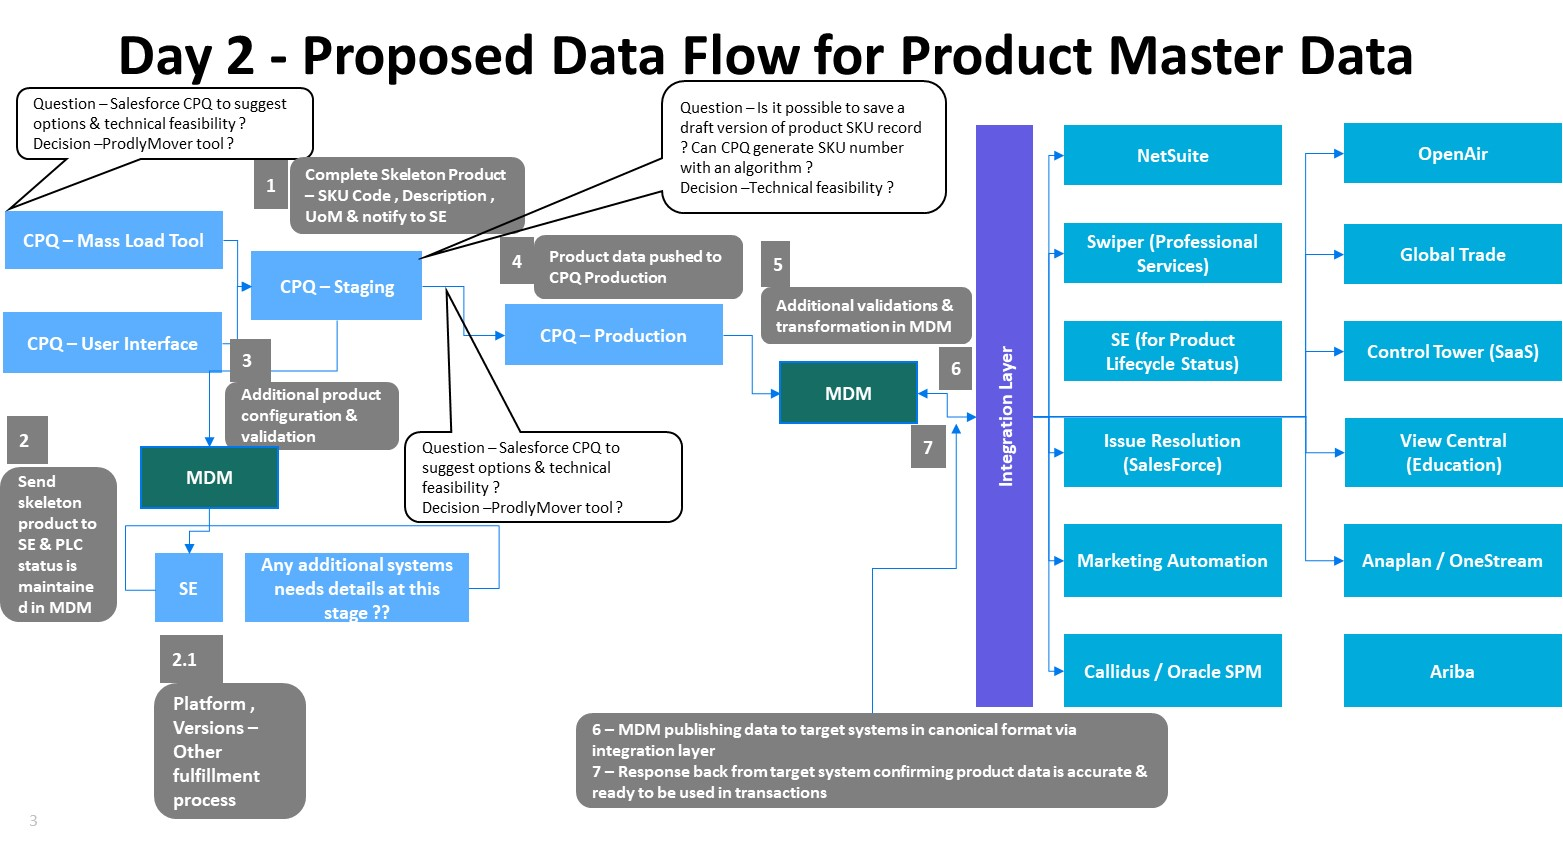 Day 2 - Proposed Data Flow for Product Master Data
Question – Salesforce CPQ to suggest
options & technical feasibility ?
Decision –ProdlyMover tool ?
Question – Is it possible to save a
draft version of product SKU record
? Can CPQ generate SKU number
with an algorithm ?
Decision –Technical feasibility ?
1
Complete Skeleton Product
– SKU Code , Description ,
UoM & notify to SE
CPQ – Mass Load Tool
CPQ – Staging
CPQ – User Interface
4
Product data pushed to
CPQ Production
5
Additional validations &
transformation in MDM
CPQ – Production
3
Additional product
configuration &
validation
MDM
6
7
2
Send
skeleton
product to
SE & PLC
status is
maintaine
d in MDM
MDM
Question – Salesforce CPQ to
suggest options & technical
feasibility ?
Decision –ProdlyMover tool ?
SE
Any additional systems
needs details at this
stage ??
2.1
Platform ,
Versions –
Other
fulfillment
process
Integration Layer
NetSuite
Swiper (Professional
Services)
SE (for Product
Lifecycle Status)
Issue Resolution
(SalesForce)
Marketing Automation
Callidus / Oracle SPM
OpenAir
Global Trade
Control Tower (SaaS)
View Central
(Education)
Anaplan / OneStream
Ariba
6 – MDM publishing data to target systems in canonical format via
integration layer
7 – Response back from target system confirming product data is accurate &
ready to be used in transactions
3